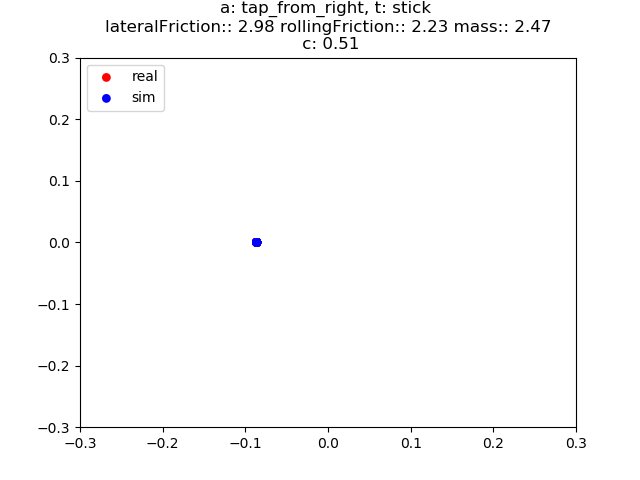 a: tap_from_right, t: stick
lateralFriction:: 2.98 rollingFriction:: 2.23 mass:: 2.47
c: 0.51
real
sim
0.3
0.2
0.1
0.0
−0.1
−0.2
−0.3
−0.3 −0.2 −0.1 0.0 0.1 0.2 0.3